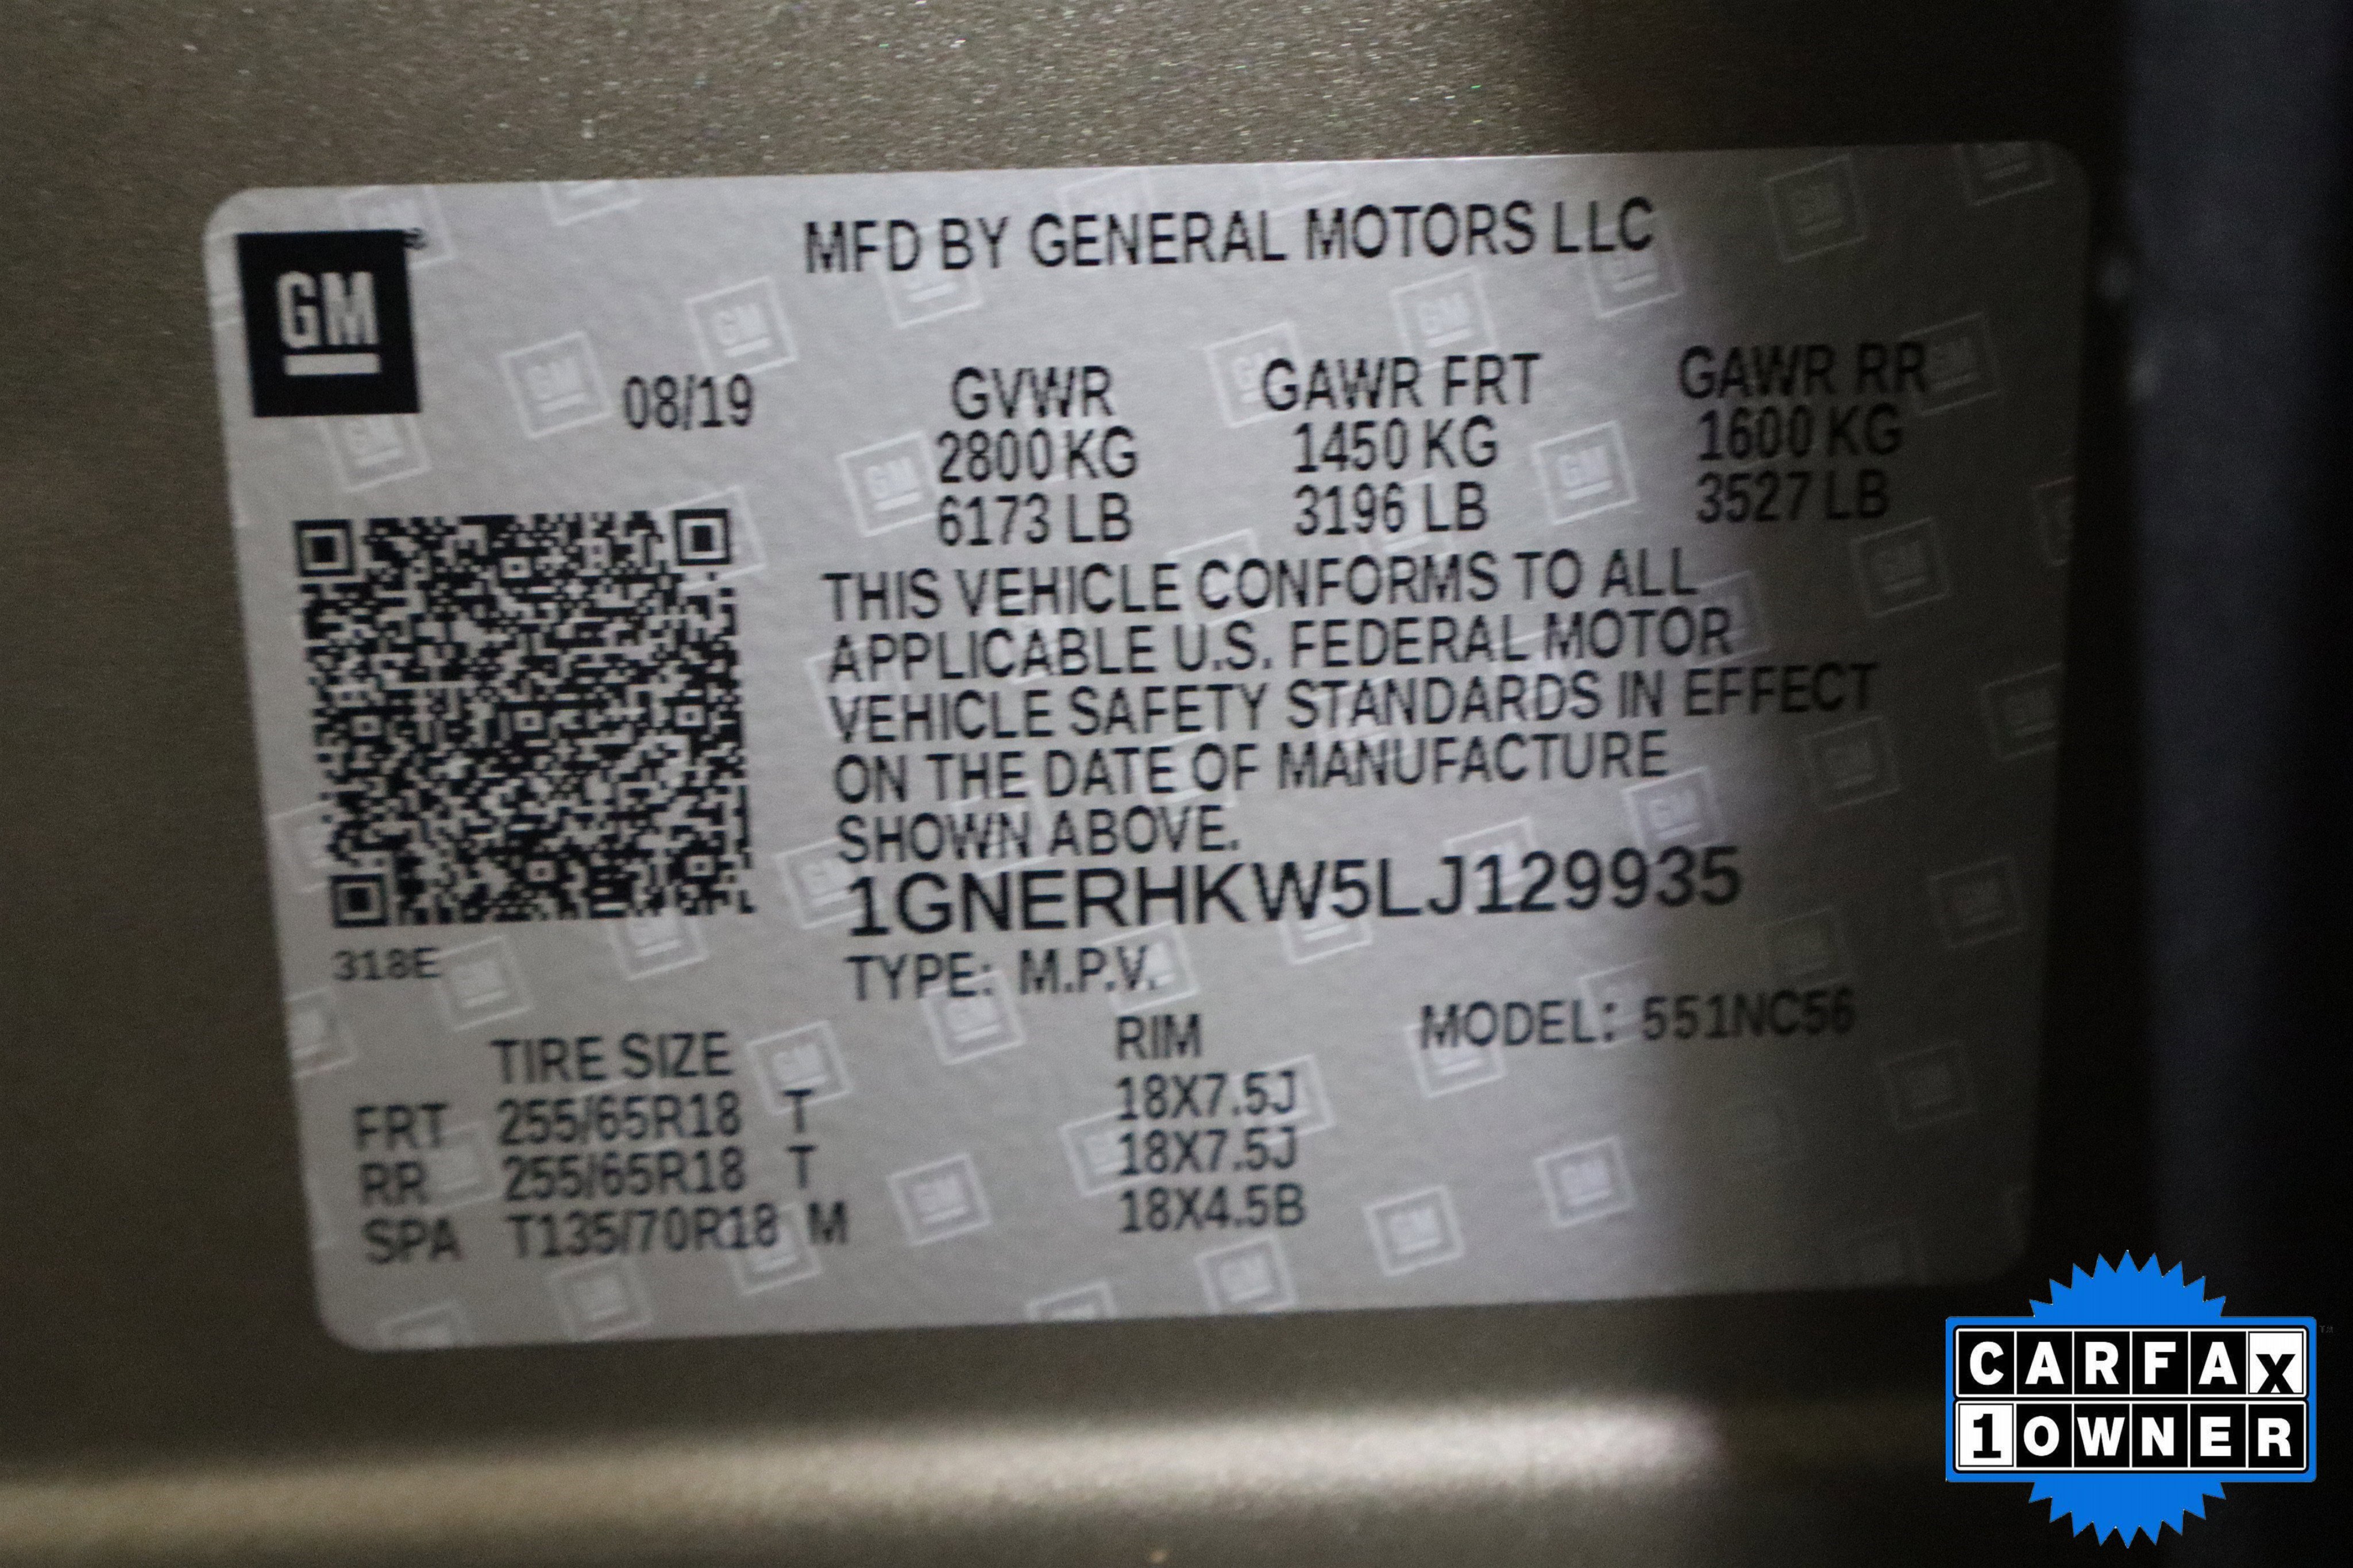 GM
MFD BY GENERAL MOTORS LLC
08/19
GVWR GAWR FRT GAWR RR
2800 KG 1450 KG 1600 KG
6173 LB 3196 LB 3527 LB
THIS VEHICLE CONFORMS TO ALL
APPLICABLE U.S. FEDERAL MOTOR
VEHICLE SAFETY STANDARDS IN EFFECT
ON THE DATE OF MANUFACTURE
SHOWN ABOVE.
1GNERHKW5LJ129935
318E
TYPE: M.P.V.
MODEL: 551NC56
TIRE SIZE RIM
FRT 255/65R18 T 18X7.5J
RR 255/65R18 T 18X7.5J
SPA T135/70R18 M 18X4.5B
CARFAX
1OWNER